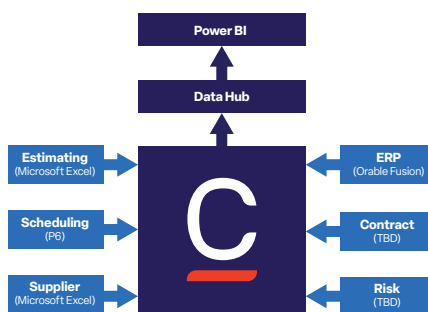 Power BI
Data Hub
Estimating
(Microsoft Excel)
ERP
(Orable Fusion)
Scheduling
(P6)
C
Contract
(TBD)
Supplier
(Microsoft Excel)
Risk
(TBD)